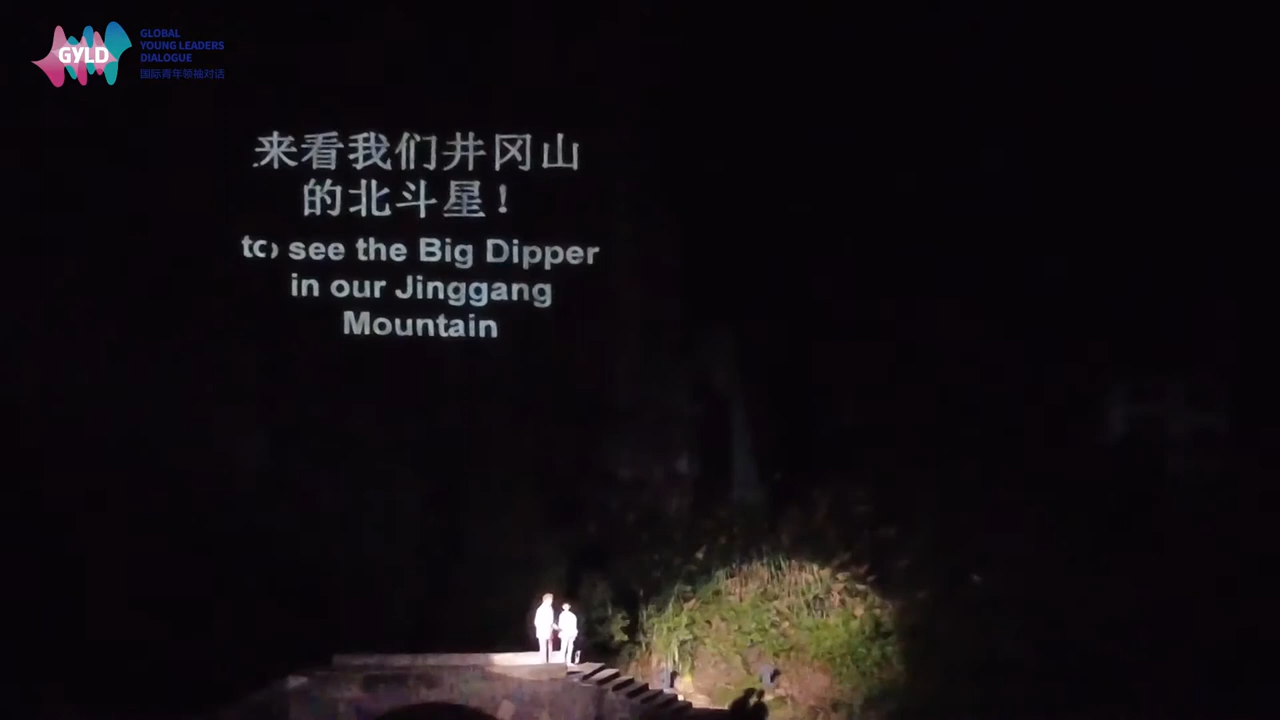 GYLD
GLOBAL
YOUNG LEADERS
DIALOGUE
国际青年领袖对话
来看我们井冈山
的北斗星！
to see the Big Dipper
in our Jinggang
Mountain